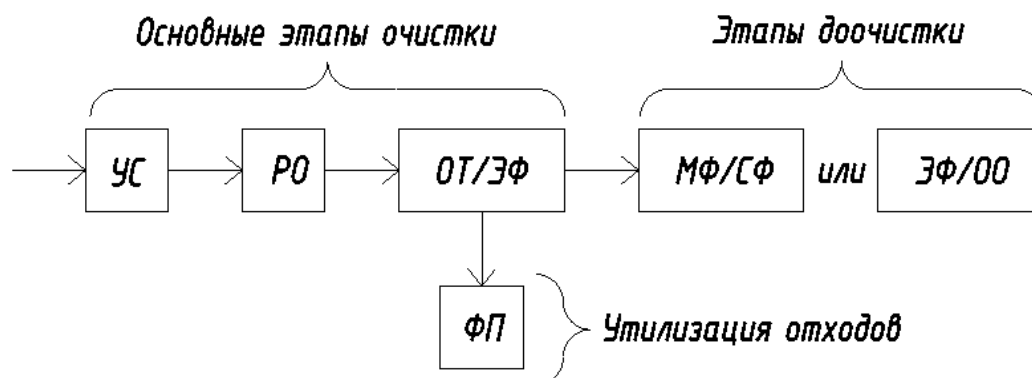 Основные этапы очистки
Этапы доочистки
УС
РО
ОТ/ЭФ
МФ/СФ
или
ЭФ/ОО
ФП
Утилизация отходов